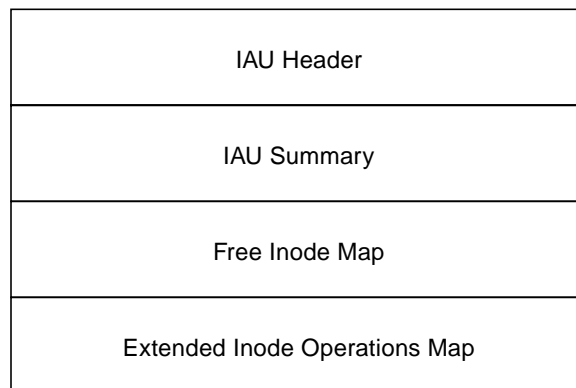 IAU Header
IAU Summary
Free Inode Map
Extended Inode Operations Map